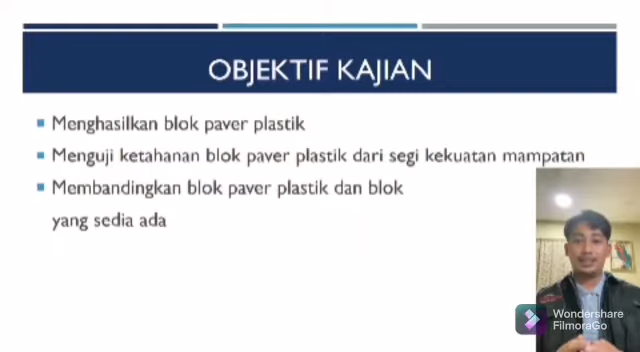 OBJEKTIF KAJIAN
Menghasilkan blok paver plastik
Menguji ketahanan blok paver plastik dari segi kekuatan mampatan
Membandingkan blok paver plastik dan blok
yang sedia ada
Wondershare
FilmoraGo